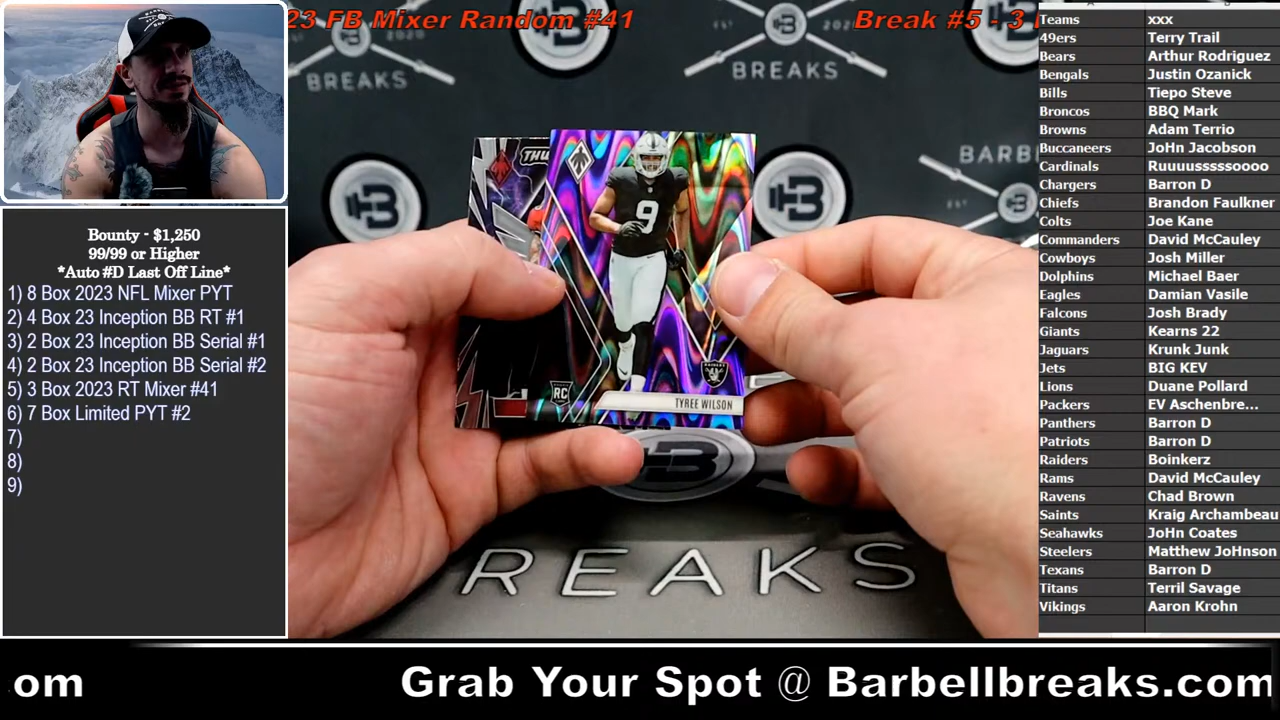 23 FB Mixer Random #41
Break #5 - 3
2020
BREAKS
BREAKS
BARB
THU
9
RC
RAIDERS
TYREE WILSON
REAKS
Bounty - $1,250
99/99 or Higher
*Auto #D Last Off Line*
1) 8 Box 2023 NFL Mixer PYT
2) 4 Box 23 Inception BB RT #1
3) 2 Box 23 Inception BB Serial #1
4) 2 Box 23 Inception BB Serial #2
5) 3 Box 2023 RT Mixer #41
6) 7 Box Limited PYT #2
7)
8)
9)
Teams xxx
49ers Terry Trail
Bears Arthur Rodriguez
Bengals Justin Ozanick
Bills Tiepo Steve
Broncos BBQ Mark
Browns Adam Terrio
Buccaneers JoHn Jacobson
Cardinals Ruuuusssssoooo
Chargers Barron D
Chiefs Brandon Faulkner
Colts Joe Kane
Commanders David McCauley
Cowboys Josh Miller
Dolphins Michael Baer
Eagles Damian Vasile
Falcons Josh Brady
Giants Kearns 22
Jaguars Krunk Junk
Jets BIG KEV
Lions Duane Pollard
Packers EV Aschenbre...
Panthers Barron D
Patriots Barron D
Raiders Boinkerz
Rams David McCauley
Ravens Chad Brown
Saints Kraig Archambeau
Seahawks JoHn Coates
Steelers Matthew JoHnson
Texans Barron D
Titans Terril Savage
Vikings Aaron Krohn
om
Grab Your Spot @ Barbellbreaks.com